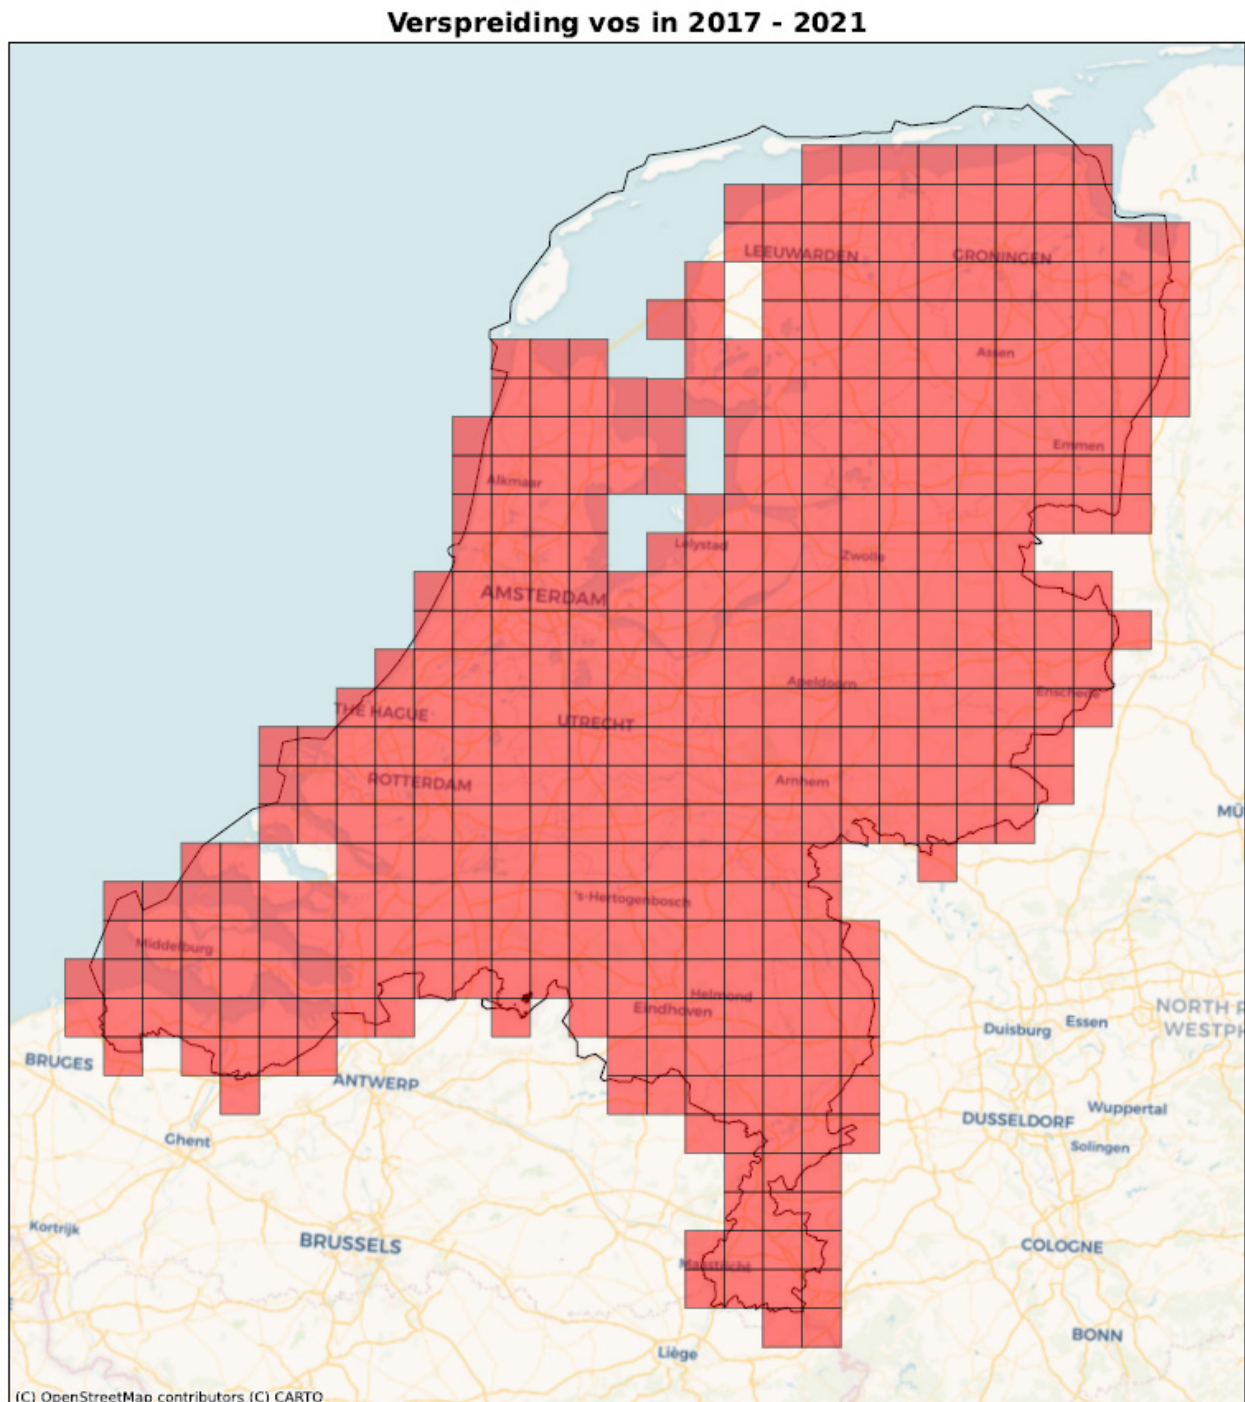 Verspreiding vos in 2017 - 2021
LEEUWARDEN
GRONINGEN
Assen
Emmen
Alkmaar
Lelystad
Zwolle
AMSTERDAM
Apeldoorn
Enschede
THE HAGUE
UTRECHT
ROTTERDAM
Arnhem
MÜ
's-Hertogenbosch
Middelburg
Helmond
Eindhoven
NORTH R
WESTPH
Duisburg
Essen
BRUGES
ANTWERP
Wuppertal
DUSSELDORF
Ghent
Solingen
Kortrijk
BRUSSELS
COLOGNE
Maastricht
BONN
Liège
(C) OpenStreetMap contributors (C) CARTO